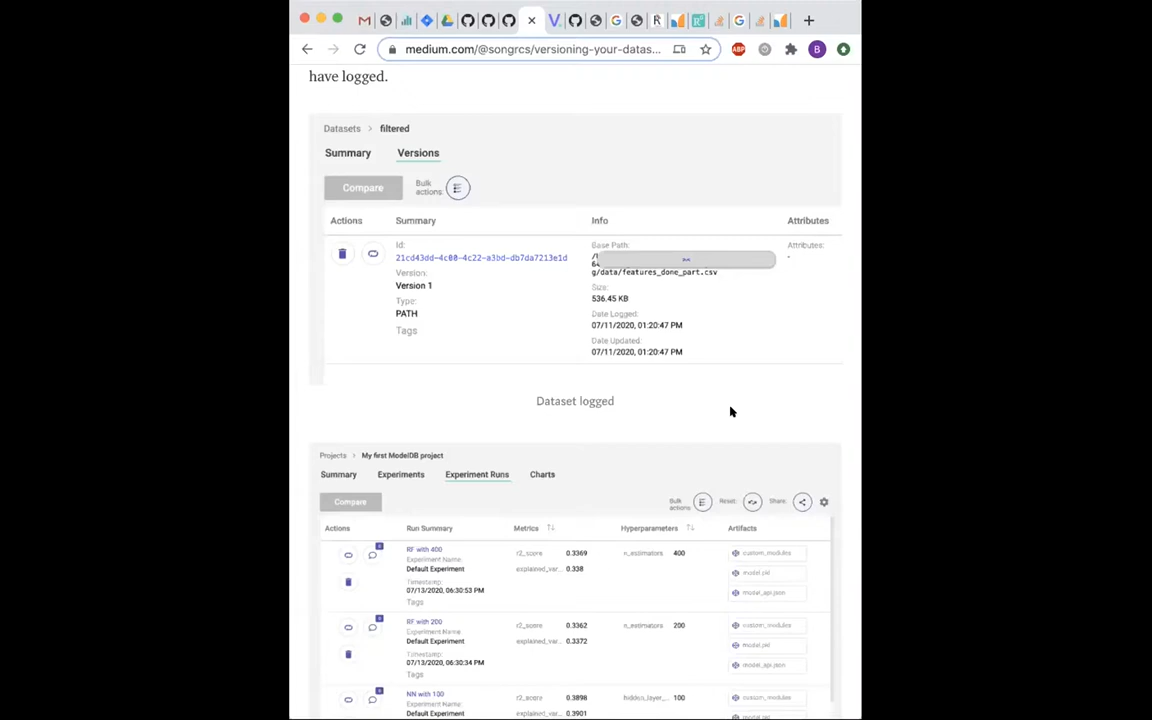 medium.com/@songrcs/versioning-your-datas...
have logged.
Datasets > filtered
Summary Versions
Compare Bulk actions:
Actions Summary Info Attributes
Id: Base Path: Attributes:
21cd43dd-4c00-4c22-a3bd-db7da7213e1d -
g/data/features_done_part.csv
Version: Size:
Version 1 536.45 KB
Type: Date Logged:
PATH 07/11/2020, 01:20:47 PM
Tags Date Updated:
07/11/2020, 01:20:47 PM
Dataset logged
Projects > My first ModelDB project
Summary Experiments Experiment Runs Charts
Compare Bulk actions: Reset: Share:
Actions Run Summary Metrics Hyperparameters Artifacts
RF with 400 r2_score 0.3369 n_estimators 400 custom_modules
Experiment Name:
Default Experiment explained_var... 0.338 model.pkl
Timestamp:
07/13/2020, 06:30:53 PM model_api.json
Tags
RF with 200 r2_score 0.3362 n_estimators 200 custom_modules
Experiment Name:
Default Experiment explained_var... 0.3372 model.pkl
Timestamp:
07/13/2020, 06:30:34 PM model_api.json
Tags
NN with 100 r2_score 0.3898 hidden_layer_... 100 custom_modules
Experiment Name:
Default Experiment explained_var... 0.3901 model.pkl